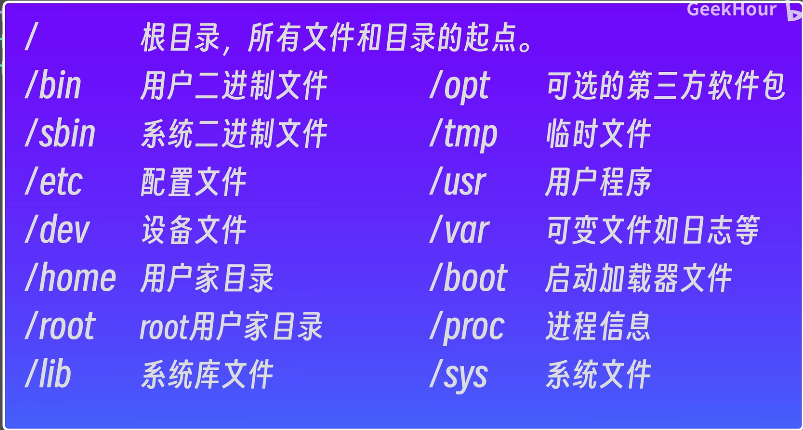 GeekHour
/ 根目录，所有文件和目录的起点。
/bin 用户二进制文件 /opt 可选的第三方软件包
/sbin 系统二进制文件 /tmp 临时文件
/etc 配置文件 /usr 用户程序
/dev 设备文件 /var 可变文件如日志等
/home 用户家目录 /boot 启动加载器文件
/root root用户家目录 /proc 进程信息
/lib 系统库文件 /sys 系统文件